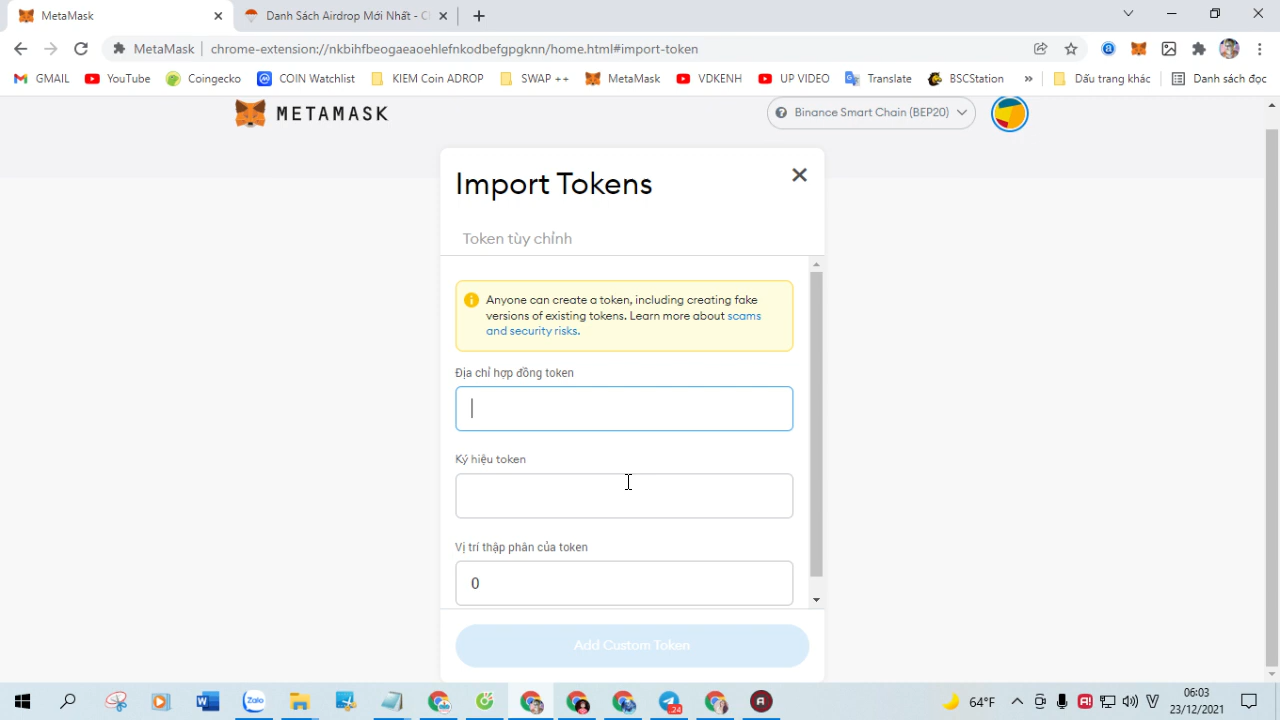 MetaMask
Danh Sách Airdrop Mới Nhất - C
MetaMask
chrome-extension://nkbihfbeogaeaoehlefnkodbefgpgknn/home.html#import-token
GMAIL
YouTube
Coingecko
COIN Watchlist
KIEM Coin ADROP
SWAP ++
MetaMask
VDKENH
UP VIDEO
Translate
BSCStation
»
Dấu trang khác
Danh sách đọc
METAMASK
Binance Smart Chain (BEP20)
Import Tokens
Token tùy chỉnh
Anyone can create a token, including creating fake
versions of existing tokens. Learn more about scams
and security risks.
Địa chỉ hợp đồng token
Ký hiệu token
Vị trí thập phân của token
0
Add Custom Token
Zalo
24
64°F
06:03
23/12/2021